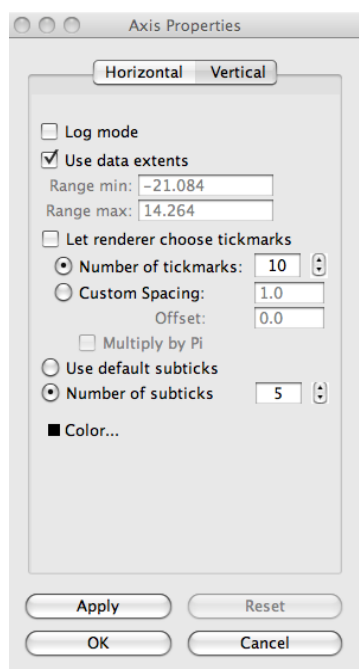 Axis Properties
Horizontal Vertical
Log mode
Use data extents
Range min: -21.084
Range max: 14.264
Let renderer choose tickmarks
Number of tickmarks: 10
Custom Spacing: 1.0
Offset: 0.0
Multiply by Pi
Use default subticks
Number of subticks 5
Color...
Apply Reset
OK Cancel